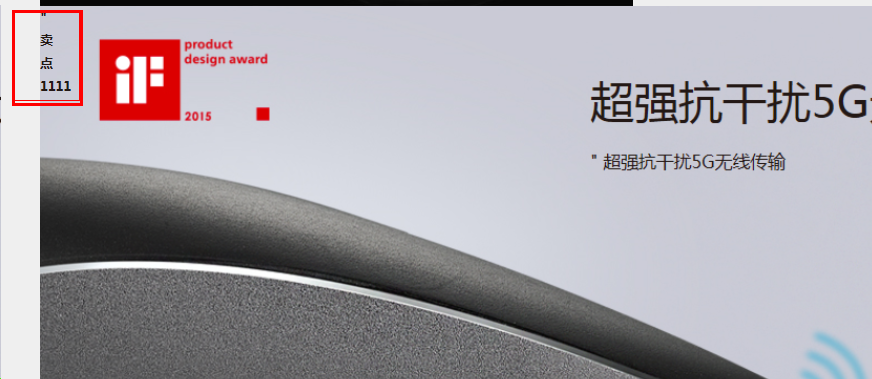 "
卖
点
1111
iF
product
design award
2015
超强抗干扰5G
" 超强抗干扰5G无线传输